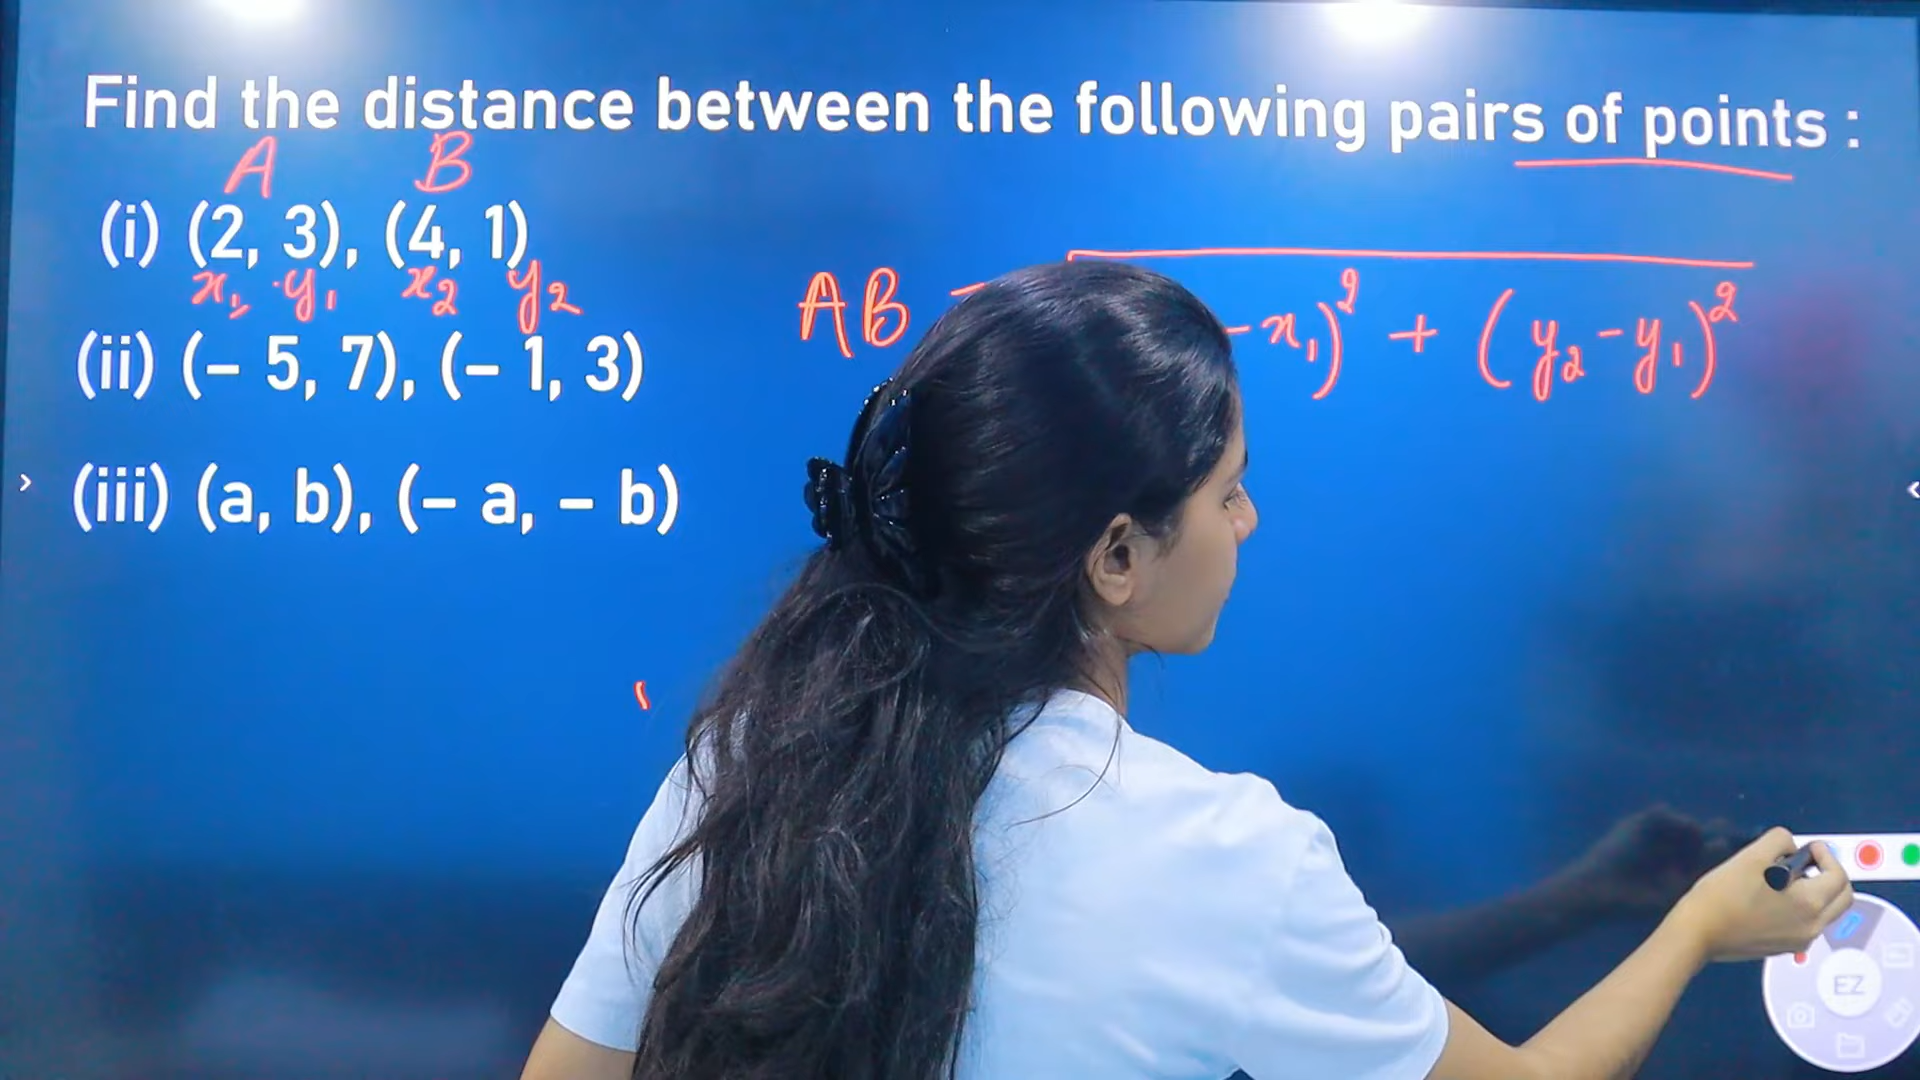 Find the distance between the following pairs of points :
A B
(i) (2, 3), (4, 1)
x₁ y₁ x₂ y₂
AB - x₁)² + (y₂ - y₁)²
(ii) (– 5, 7), (– 1, 3)
(iii) (a, b), (– a, – b)
EZ